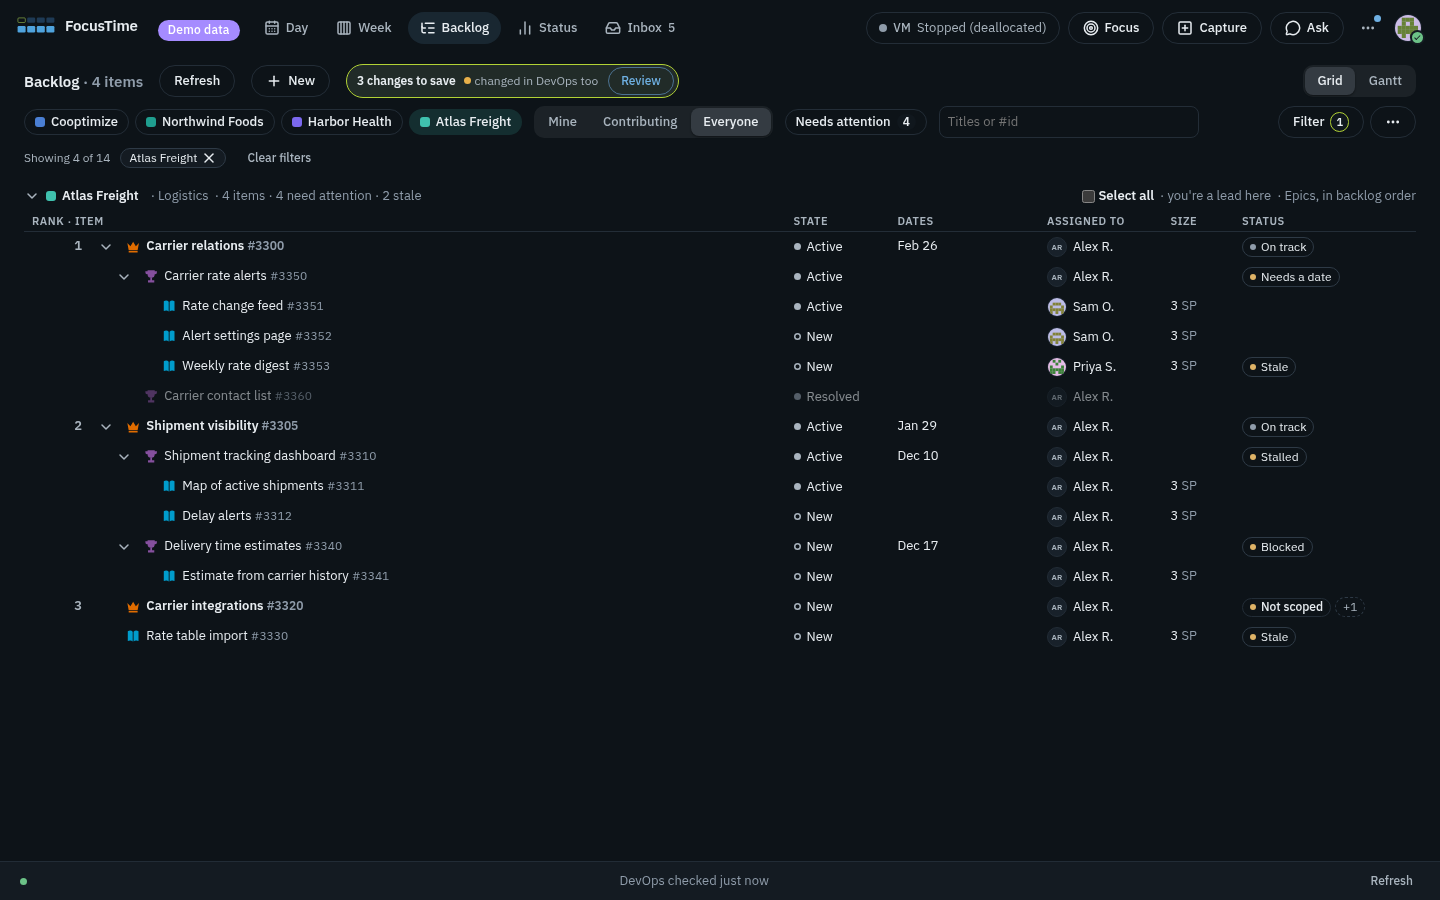 FocusTime Demo data Day Week Backlog Status Inbox 5 VM Stopped (deallocated) Focus Capture Ask
Backlog · 4 items Refresh New 3 changes to save changed in DevOps too Review Grid Gantt
Cooptimize Northwind Foods Harbor Health Atlas Freight Mine Contributing Everyone Needs attention 4 Titles or #id Filter 1
Showing 4 of 14 Atlas Freight Clear filters
Atlas Freight · Logistics · 4 items · 4 need attention · 2 stale Select all · you're a lead here · Epics, in backlog order
RANK · ITEM STATE DATES ASSIGNED TO SIZE STATUS
1 Carrier relations #3300 Active Feb 26 AR Alex R. On track
Carrier rate alerts #3350 Active AR Alex R. Needs a date
Rate change feed #3351 Active Sam O. 3 SP
Alert settings page #3352 New Sam O. 3 SP
Weekly rate digest #3353 New Priya S. 3 SP Stale
Carrier contact list #3360 Resolved AR Alex R.
2 Shipment visibility #3305 Active Jan 29 AR Alex R. On track
Shipment tracking dashboard #3310 Active Dec 10 AR Alex R. Stalled
Map of active shipments #3311 Active AR Alex R. 3 SP
Delay alerts #3312 New AR Alex R. 3 SP
Delivery time estimates #3340 New Dec 17 AR Alex R. Blocked
Estimate from carrier history #3341 New AR Alex R. 3 SP
3 Carrier integrations #3320 New AR Alex R. Not scoped +1
Rate table import #3330 New AR Alex R. 3 SP Stale
DevOps checked just now Refresh